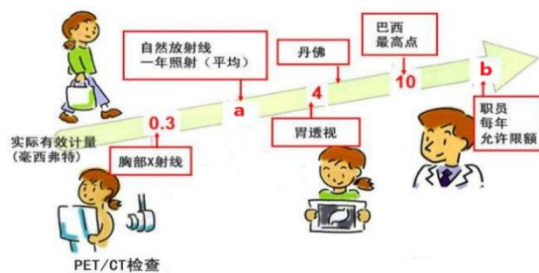 自然放射线
一年照射（平均）
丹佛
巴西
最高点
0.3
a
4
10
b
实际有效计量
(毫西弗特)
胸部X射线
胃透视
职员
每年
允许限额
PET/CT检查